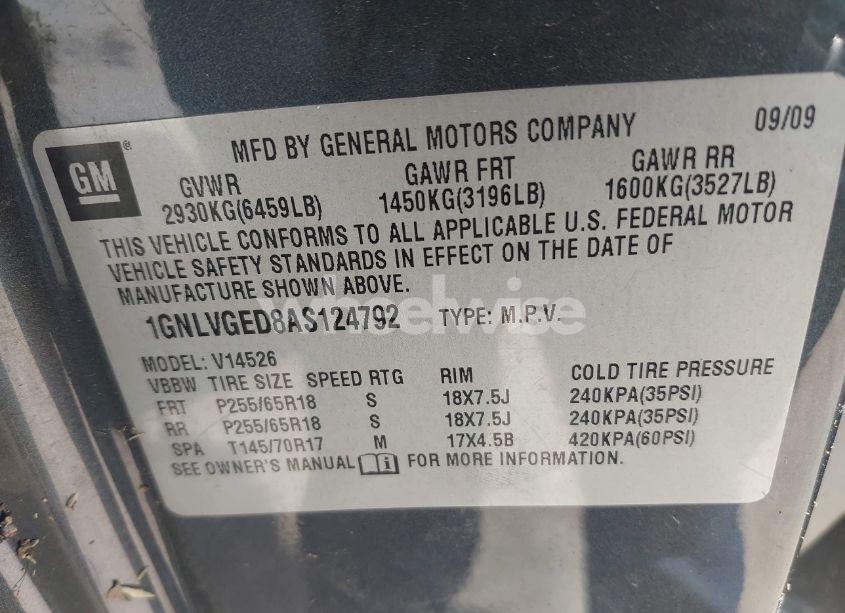 09/09
MFD BY GENERAL MOTORS COMPANY
GM
®
GVWR GAWR FRT GAWR RR
2930KG(6459LB) 1450KG(3196LB) 1600KG(3527LB)
THIS VEHICLE CONFORMS TO ALL APPLICABLE U.S. FEDERAL MOTOR
VEHICLE SAFETY STANDARDS IN EFFECT ON THE DATE OF
MANUFACTURE SHOWN ABOVE.
wheelwise
1GNLVGED8AS124792 TYPE: M.P.V.
MODEL: V14526
VBBW TIRE SIZE SPEED RTG RIM COLD TIRE PRESSURE
FRT P255/65R18 S 18X7.5J 240KPA(35PSI)
RR P255/65R18 S 18X7.5J 240KPA(35PSI)
SPA T145/70R17 M 17X4.5B 420KPA(60PSI)
SEE OWNER'S MANUAL FOR MORE INFORMATION.